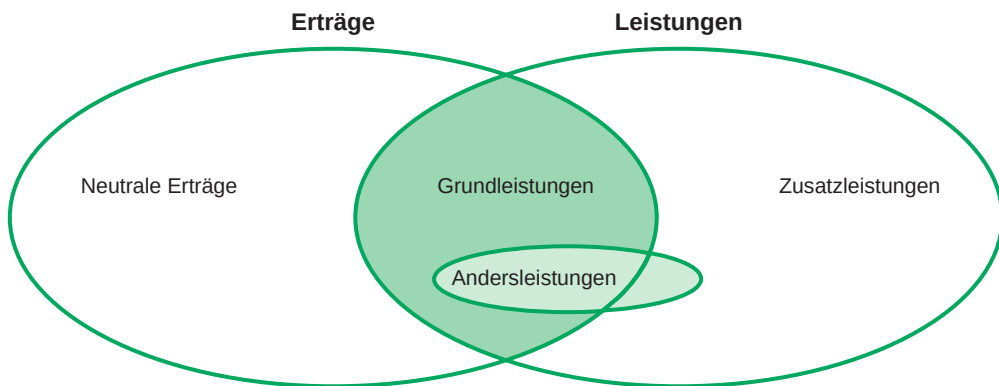 Erträge
Leistungen
Neutrale Erträge
Grundleistungen
Zusatzleistungen
Andersleistungen